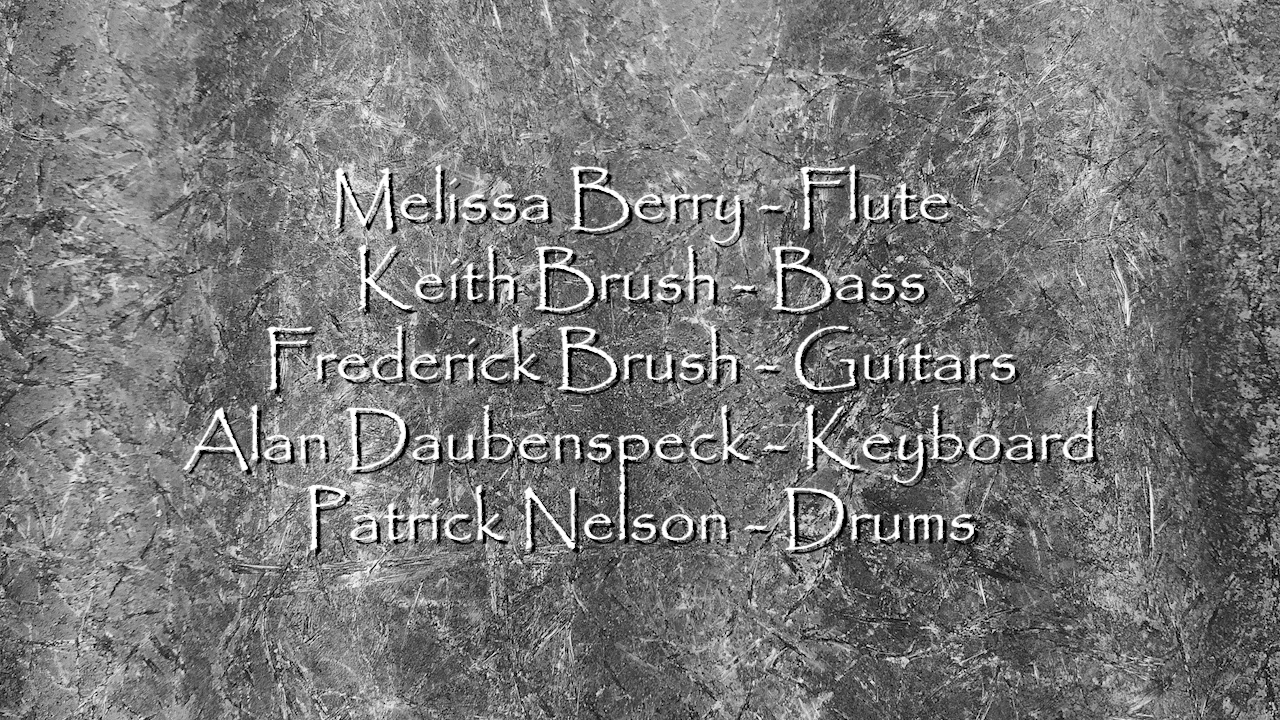 Melissa Berry - Flute
Keith Brush - Bass
Frederick Brush - Guitars
Alan Daubenspeck - Keyboard
Patrick Nelson - Drums